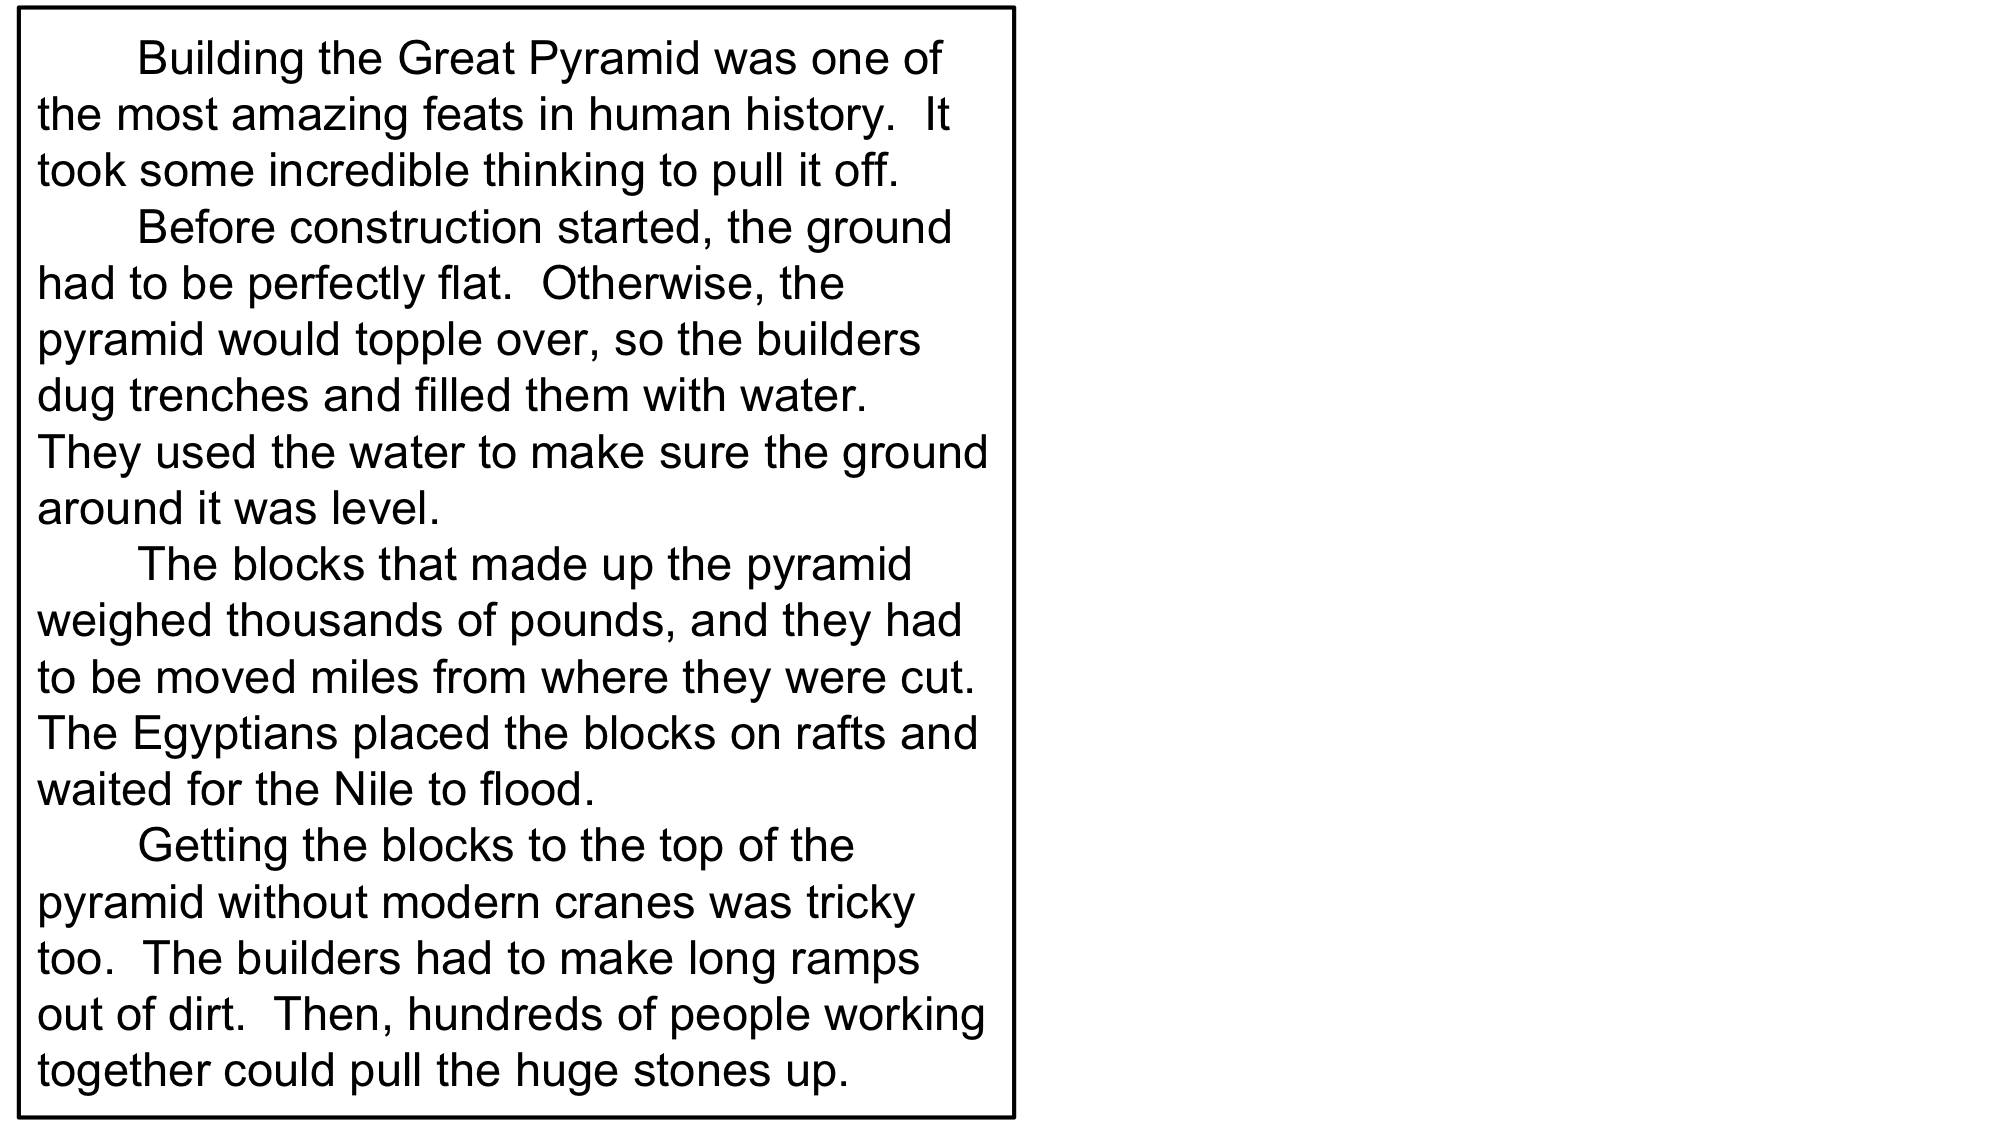 Building the Great Pyramid was one of
the most amazing feats in human history.  It
took some incredible thinking to pull it off.
Before construction started, the ground
had to be perfectly flat.  Otherwise, the
pyramid would topple over, so the builders
dug trenches and filled them with water.
They used the water to make sure the ground
around it was level.
The blocks that made up the pyramid
weighed thousands of pounds, and they had
to be moved miles from where they were cut.
The Egyptians placed the blocks on rafts and
waited for the Nile to flood.
Getting the blocks to the top of the
pyramid without modern cranes was tricky
too.  The builders had to make long ramps
out of dirt.  Then, hundreds of people working
together could pull the huge stones up.